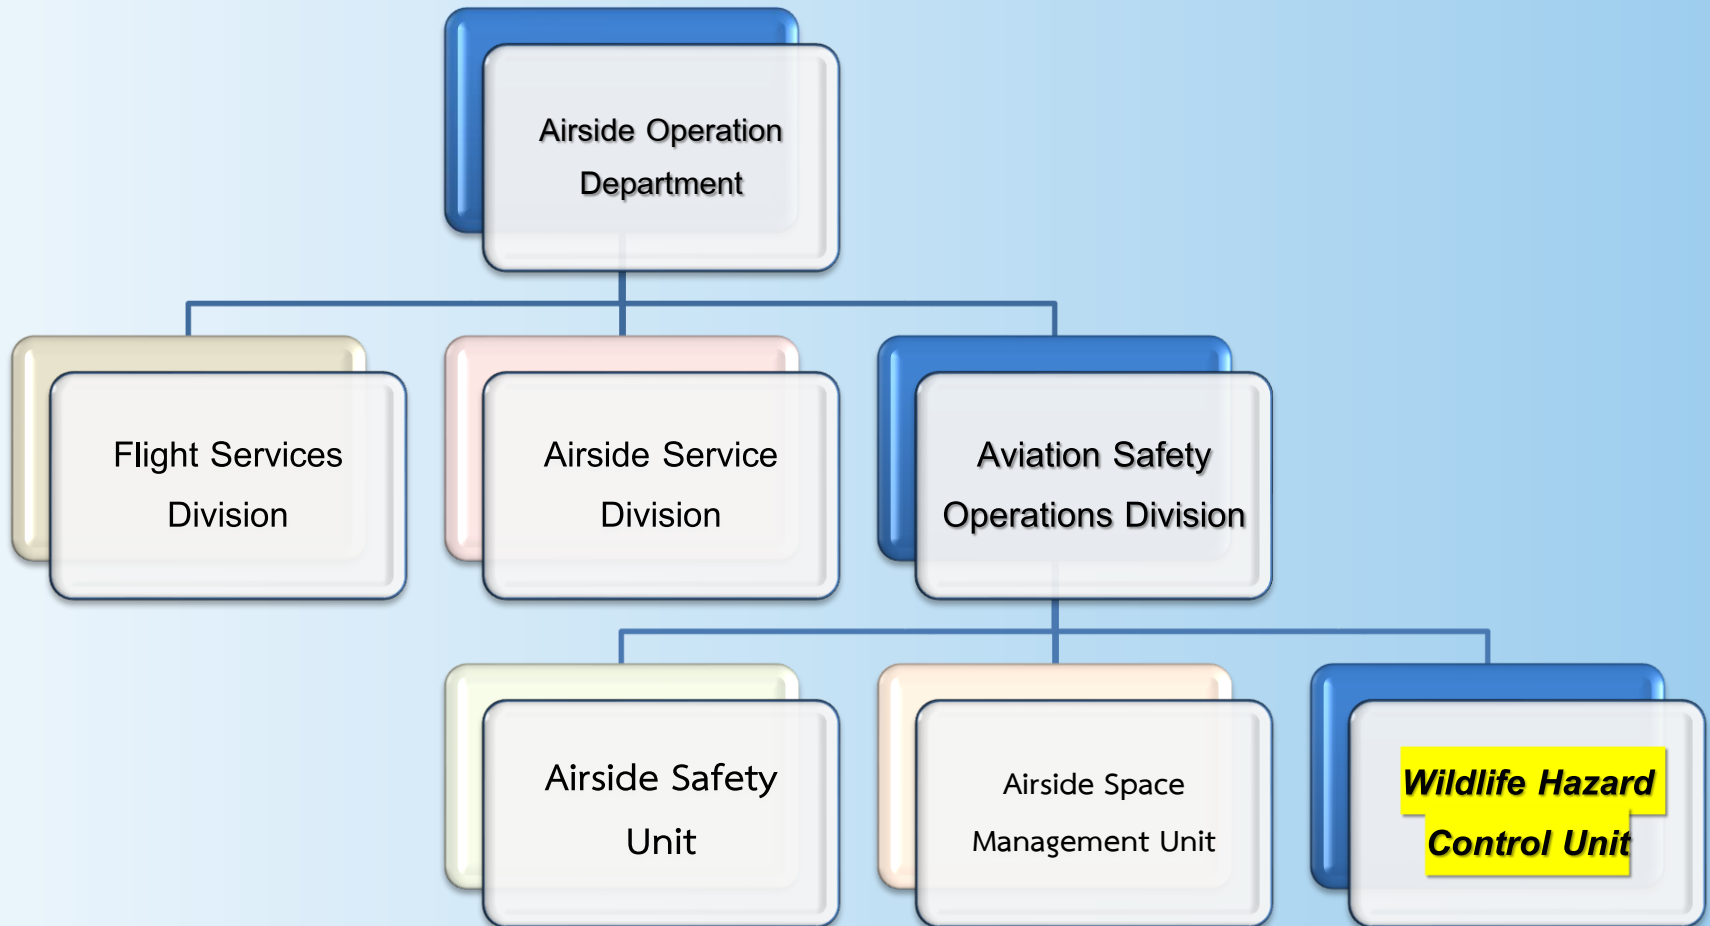 Airside Operation
Department
Flight Services
Division
Airside Service
Division
Aviation Safety
Operations Division
Airside Safety
Unit
Airside Space
Management Unit
Wildlife Hazard
Control Unit